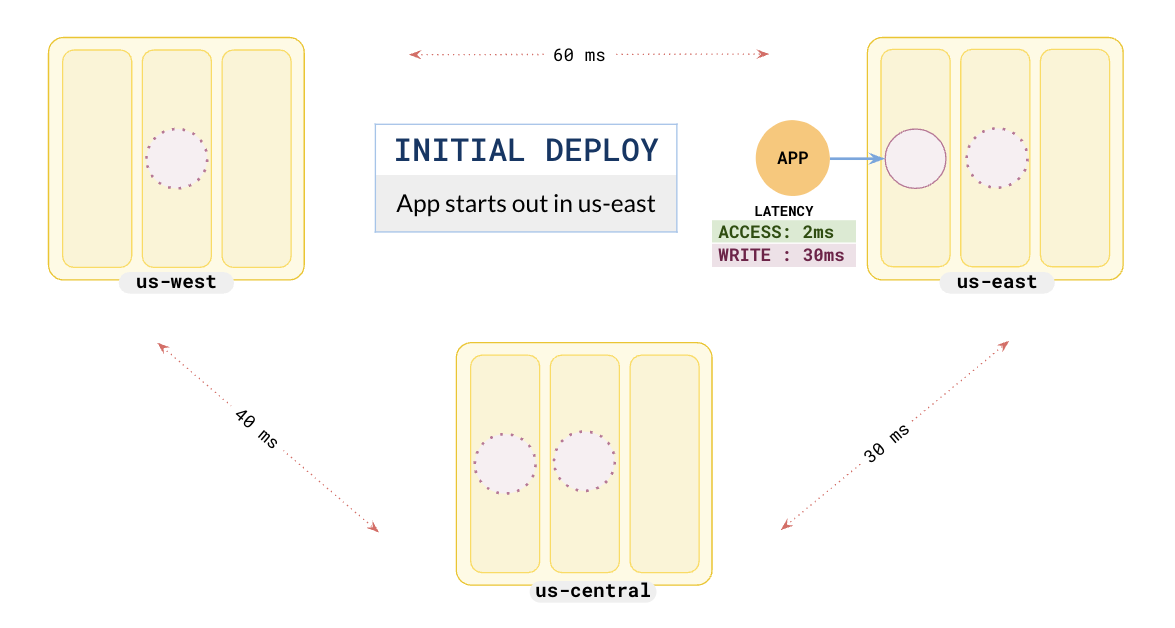 60 ms
INITIAL DEPLOY
App starts out in us-east
APP
LATENCY
ACCESS: 2ms
WRITE : 30ms
us-west
us-east
40 ms
30 ms
us-central